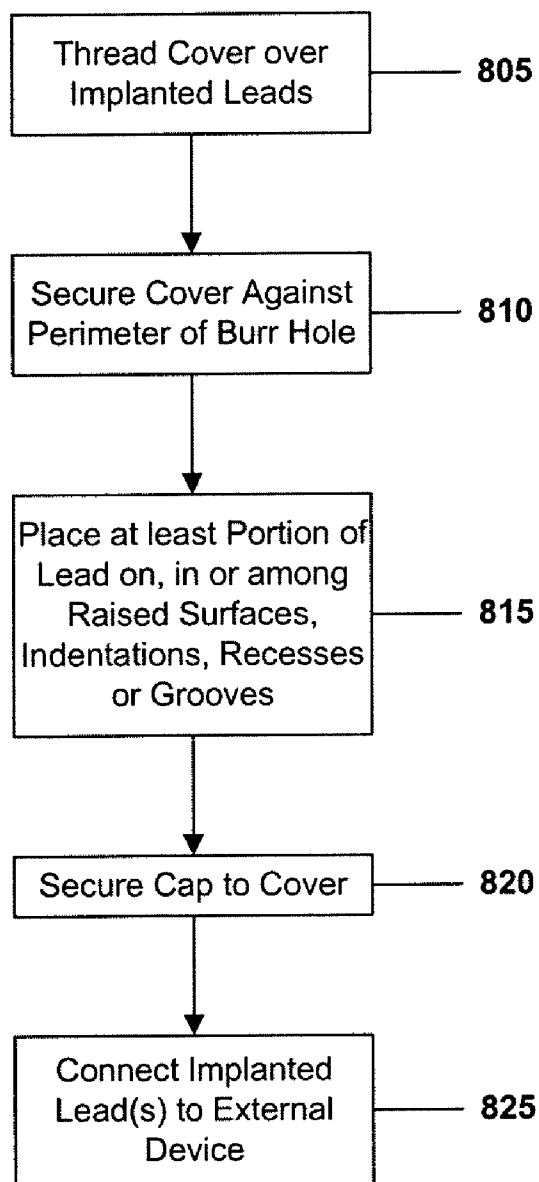 Thread Cover over
Implanted Leads
805
Secure Cover Against
Perimeter of Burr Hole
810
Place at least Portion of
Lead on, in or among
Raised Surfaces,
Indentations, Recesses
or Grooves
815
Secure Cap to Cover
820
Connect Implanted
Lead(s) to External
Device
825